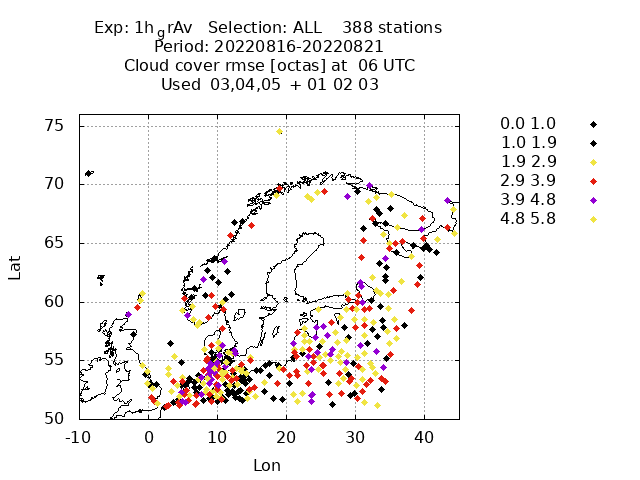 Exp: 1h grAv Selection: ALL 388 stations
Period: 20220816-20220821
Cloud cover rmse [octas] at 06 UTC
Used 03,04,05 + 01 02 03
0.0 1.0
1.0 1.9
1.9 2.9
2.9 3.9
3.9 4.8
4.8 5.8
75
70
65
60
55
50
Lat
-10 0 10 20 30 40
Lon